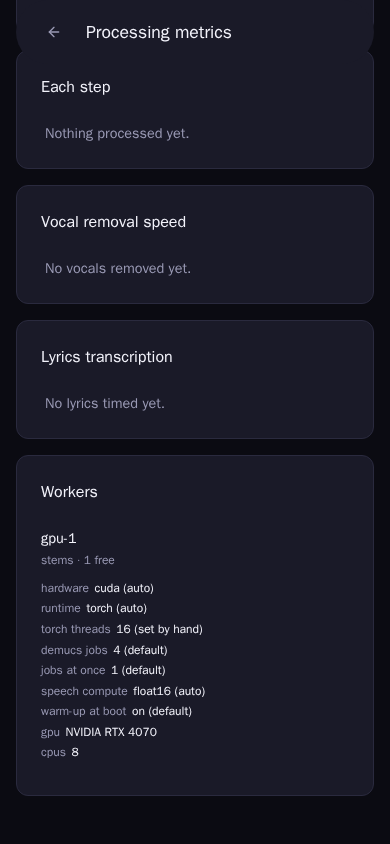 Processing metrics
Each step
Nothing processed yet.
Vocal removal speed
No vocals removed yet.
Lyrics transcription
No lyrics timed yet.
Workers
gpu-1
stems · 1 free
hardware cuda (auto)
runtime torch (auto)
torch threads 16 (set by hand)
demucs jobs 4 (default)
jobs at once 1 (default)
speech compute float16 (auto)
warm-up at boot on (default)
gpu NVIDIA RTX 4070
cpus 8